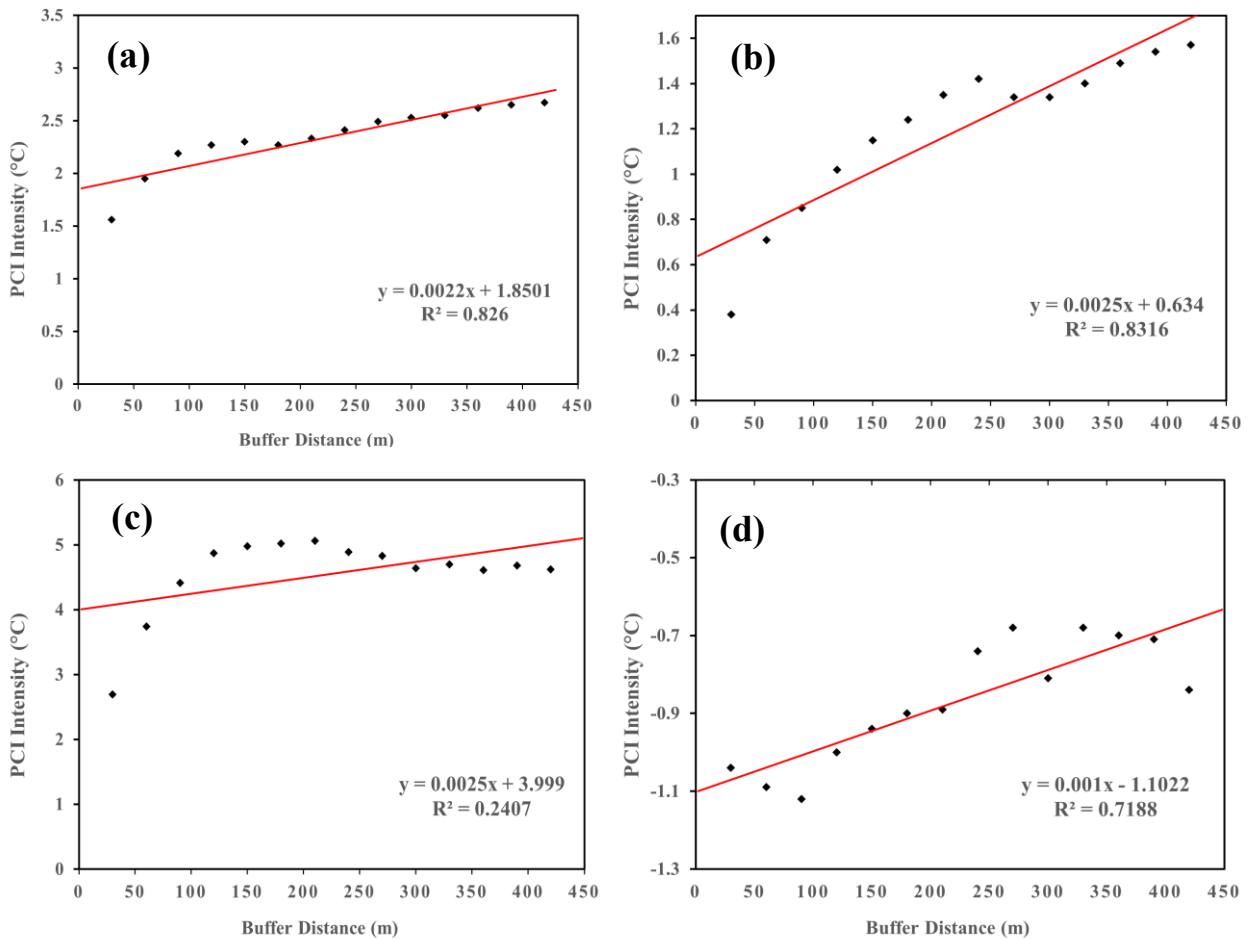 (a)
PCI Intensity (°C)
3.5
3
2.5
2
1.5
1
0.5
0
y = 0.0022x + 1.8501
R² = 0.826
0 50 100 150 200 250 300 350 400 450
Buffer Distance (m)
(b)
PCI Intensity (°C)
1.6
1.4
1.2
1
0.8
0.6
0.4
0.2
0
y = 0.0025x + 0.634
R² = 0.8316
0 50 100 150 200 250 300 350 400 450
(c)
PCI Intensity (°C)
6
5
4
3
2
1
0
y = 0.0025x + 3.999
R² = 0.2407
0 50 100 150 200 250 300 350 400 450
Buffer Distance (m)
(d)
PCI Intensity (°C)
-0.3
-0.5
-0.7
-0.9
-1.1
-1.3
y = 0.001x - 1.1022
R² = 0.7188
0 50 100 150 200 250 300 350 400 450
Buffer Distance (m)